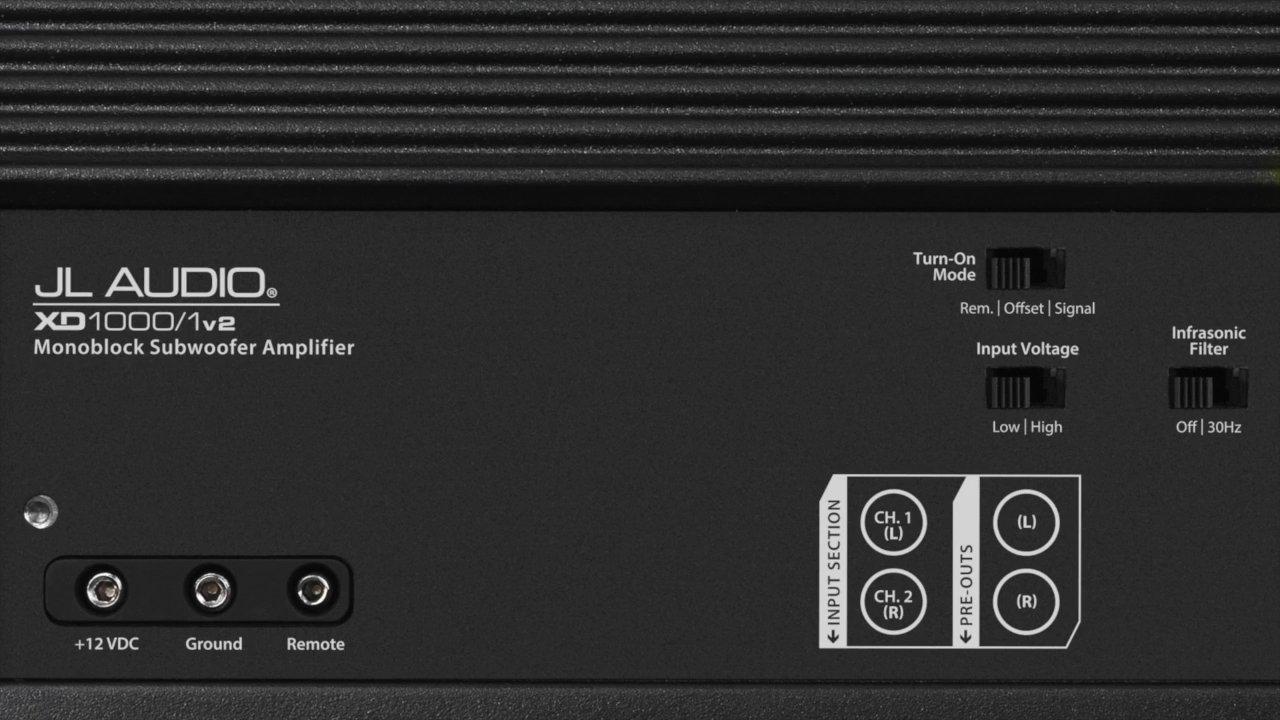 JL AUDIO®
XD1000/1v2
Monoblock Subwoofer Amplifier
Turn-On
Mode
Rem. | Offset | Signal
Input Voltage
Low | High
Infrasonic
Filter
Off | 30Hz
← INPUT SECTION
CH. 1
(L)
CH. 2
(R)
← PRE-OUTS
(L)
(R)
+12 VDC
Ground
Remote